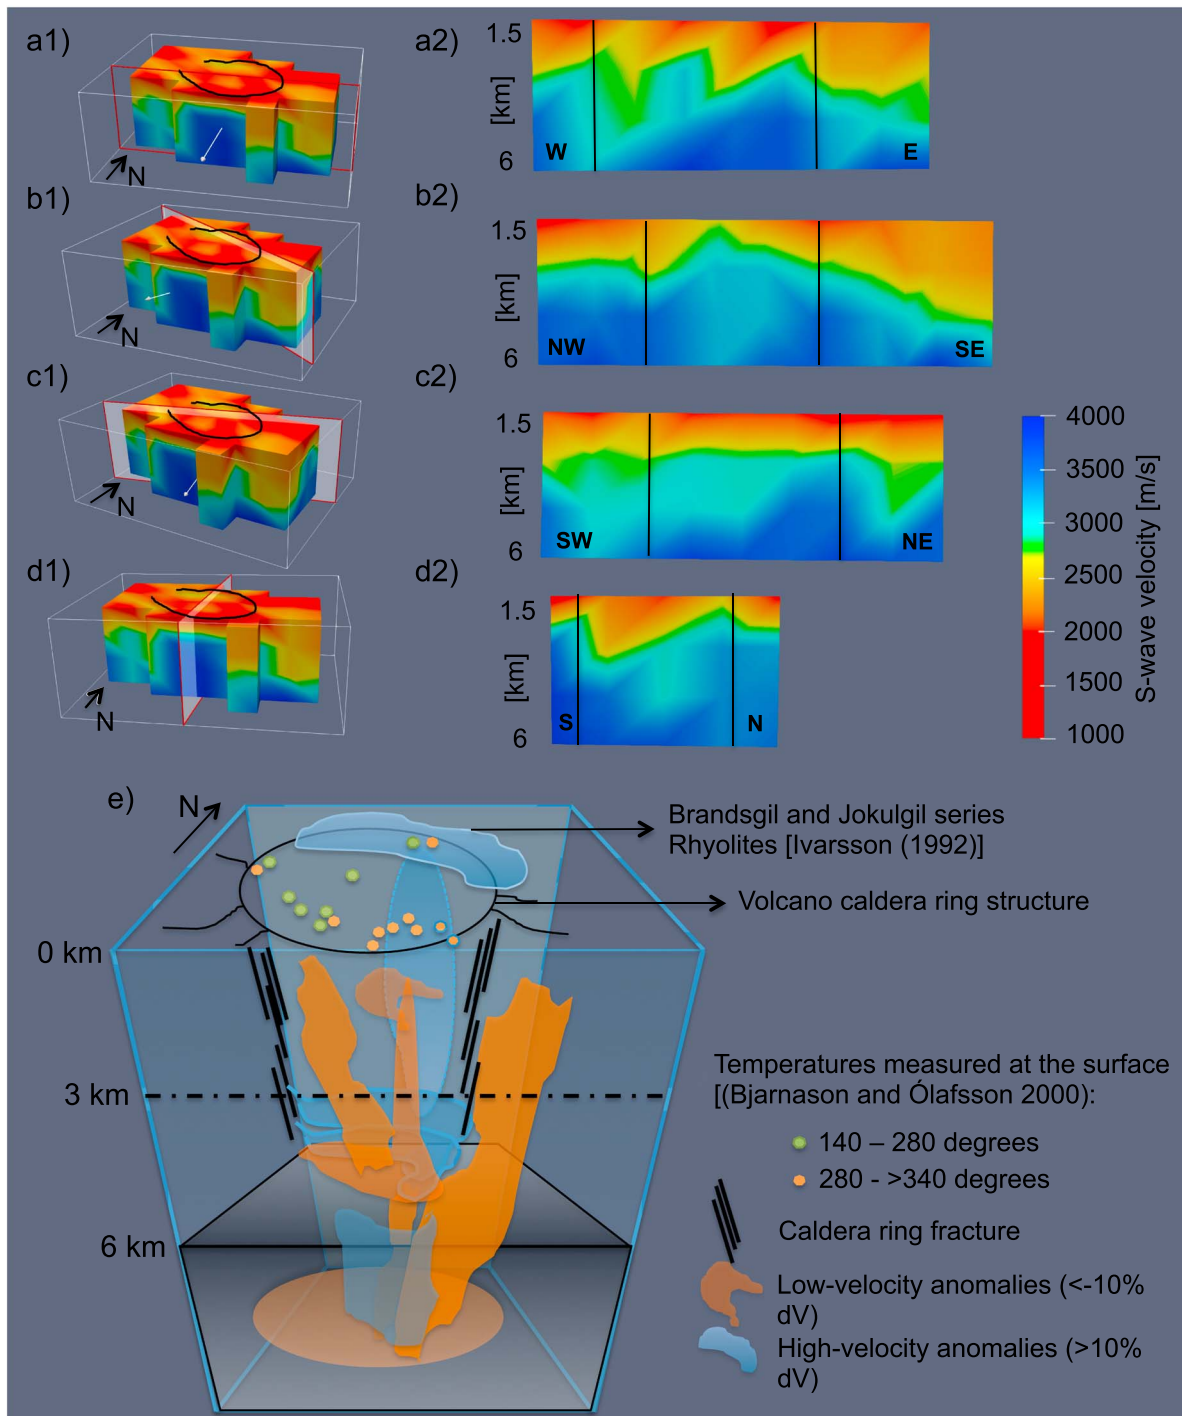 a1)
N
a2)
1.5
[km]
6
W
E
b1)
N
b2)
1.5
[km]
6
NW
SE
c1)
N
c2)
1.5
[km]
6
SW
NE
d1)
N
d2)
1.5
[km]
6
S
N
4000
3500
3000
2500
2000
1500
1000
S-wave velocity [m/s]
e)
N
Brandsgil and Jokulgil series
Rhyolites [Ivarsson (1992)]
Volcano caldera ring structure
0 km
3 km
6 km
Temperatures measured at the surface
[(Bjarnason and Ólafsson 2000):
140 – 280 degrees
280 - >340 degrees
Caldera ring fracture
Low-velocity anomalies (<-10%
dV)
High-velocity anomalies (>10%
dV)